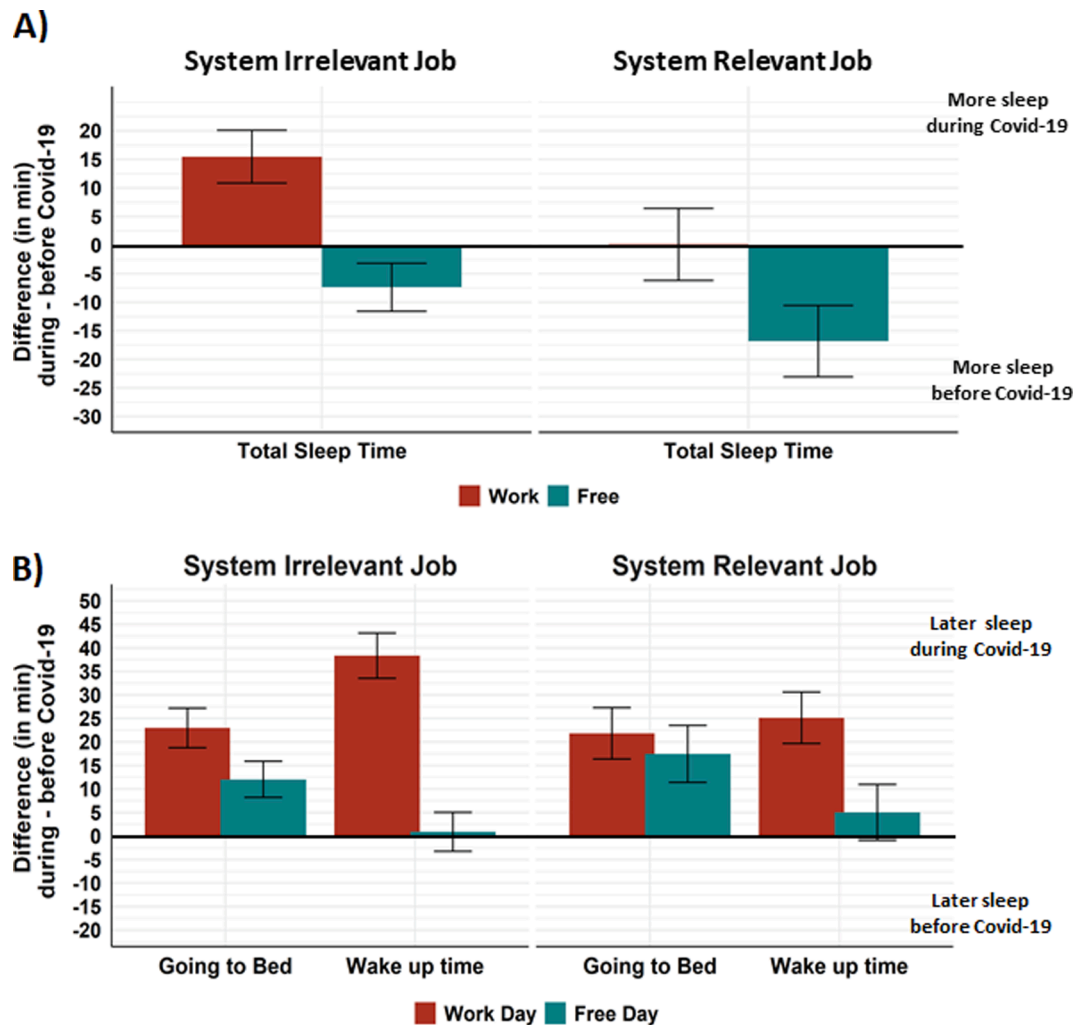 A)
System Irrelevant Job
System Relevant Job
More sleep
during Covid-19
Difference (in min)
during - before Covid-19
20
15
10
5
0
-5
-10
-15
-20
-25
-30
More sleep
before Covid-19
Total Sleep Time
Total Sleep Time
Work
Free
B)
System Irrelevant Job
System Relevant Job
Later sleep
during Covid-19
Difference (in min)
during - before Covid-19
50
45
40
35
30
25
20
15
10
5
0
-5
-10
-15
-20
Later sleep
before Covid-19
Going to Bed
Wake up time
Going to Bed
Wake up time
Work Day
Free Day